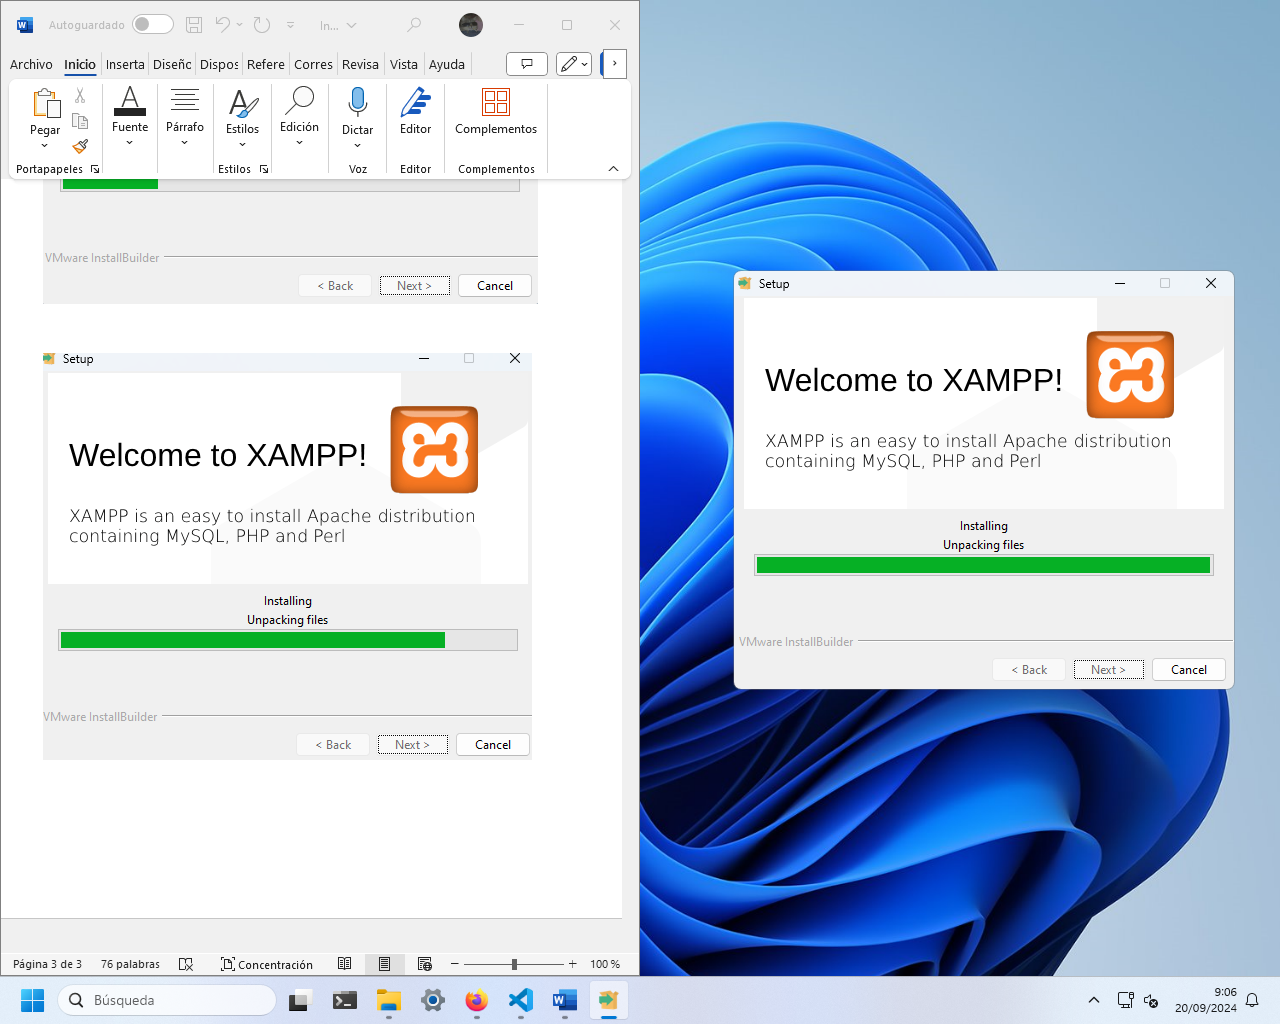 Autoguardado
In...
Archivo Inicio Inserta Diseño Dispos Refere Corres Revisa Vista Ayuda
Pegar Fuente Párrafo Estilos Edición Dictar Editor Complementos
Portapapeles Estilos Voz Editor Complementos
VMware InstallBuilder
< Back Next > Cancel
Setup
Welcome to XAMPP!
XAMPP is an easy to install Apache distribution
containing MySQL, PHP and Perl
Installing
Unpacking files
VMware InstallBuilder
< Back Next > Cancel
Página 3 de 3 76 palabras Concentración 100 %
Setup
Welcome to XAMPP!
XAMPP is an easy to install Apache distribution
containing MySQL, PHP and Perl
Installing
Unpacking files
VMware InstallBuilder
< Back Next > Cancel
Búsqueda
9:06
20/09/2024